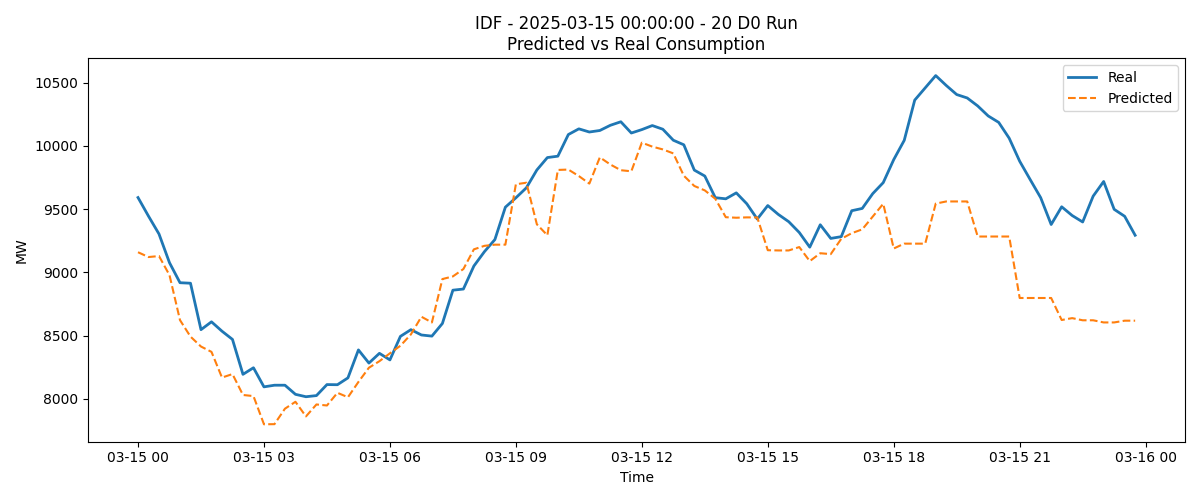 IDF - 2025-03-15 00:00:00 - 20 D0 Run
Predicted vs Real Consumption
Real
Predicted
MW
10500
10000
9500
9000
8500
8000
03-15 00
03-15 03
03-15 06
03-15 09
03-15 12
03-15 15
03-15 18
03-15 21
03-16 00
Time